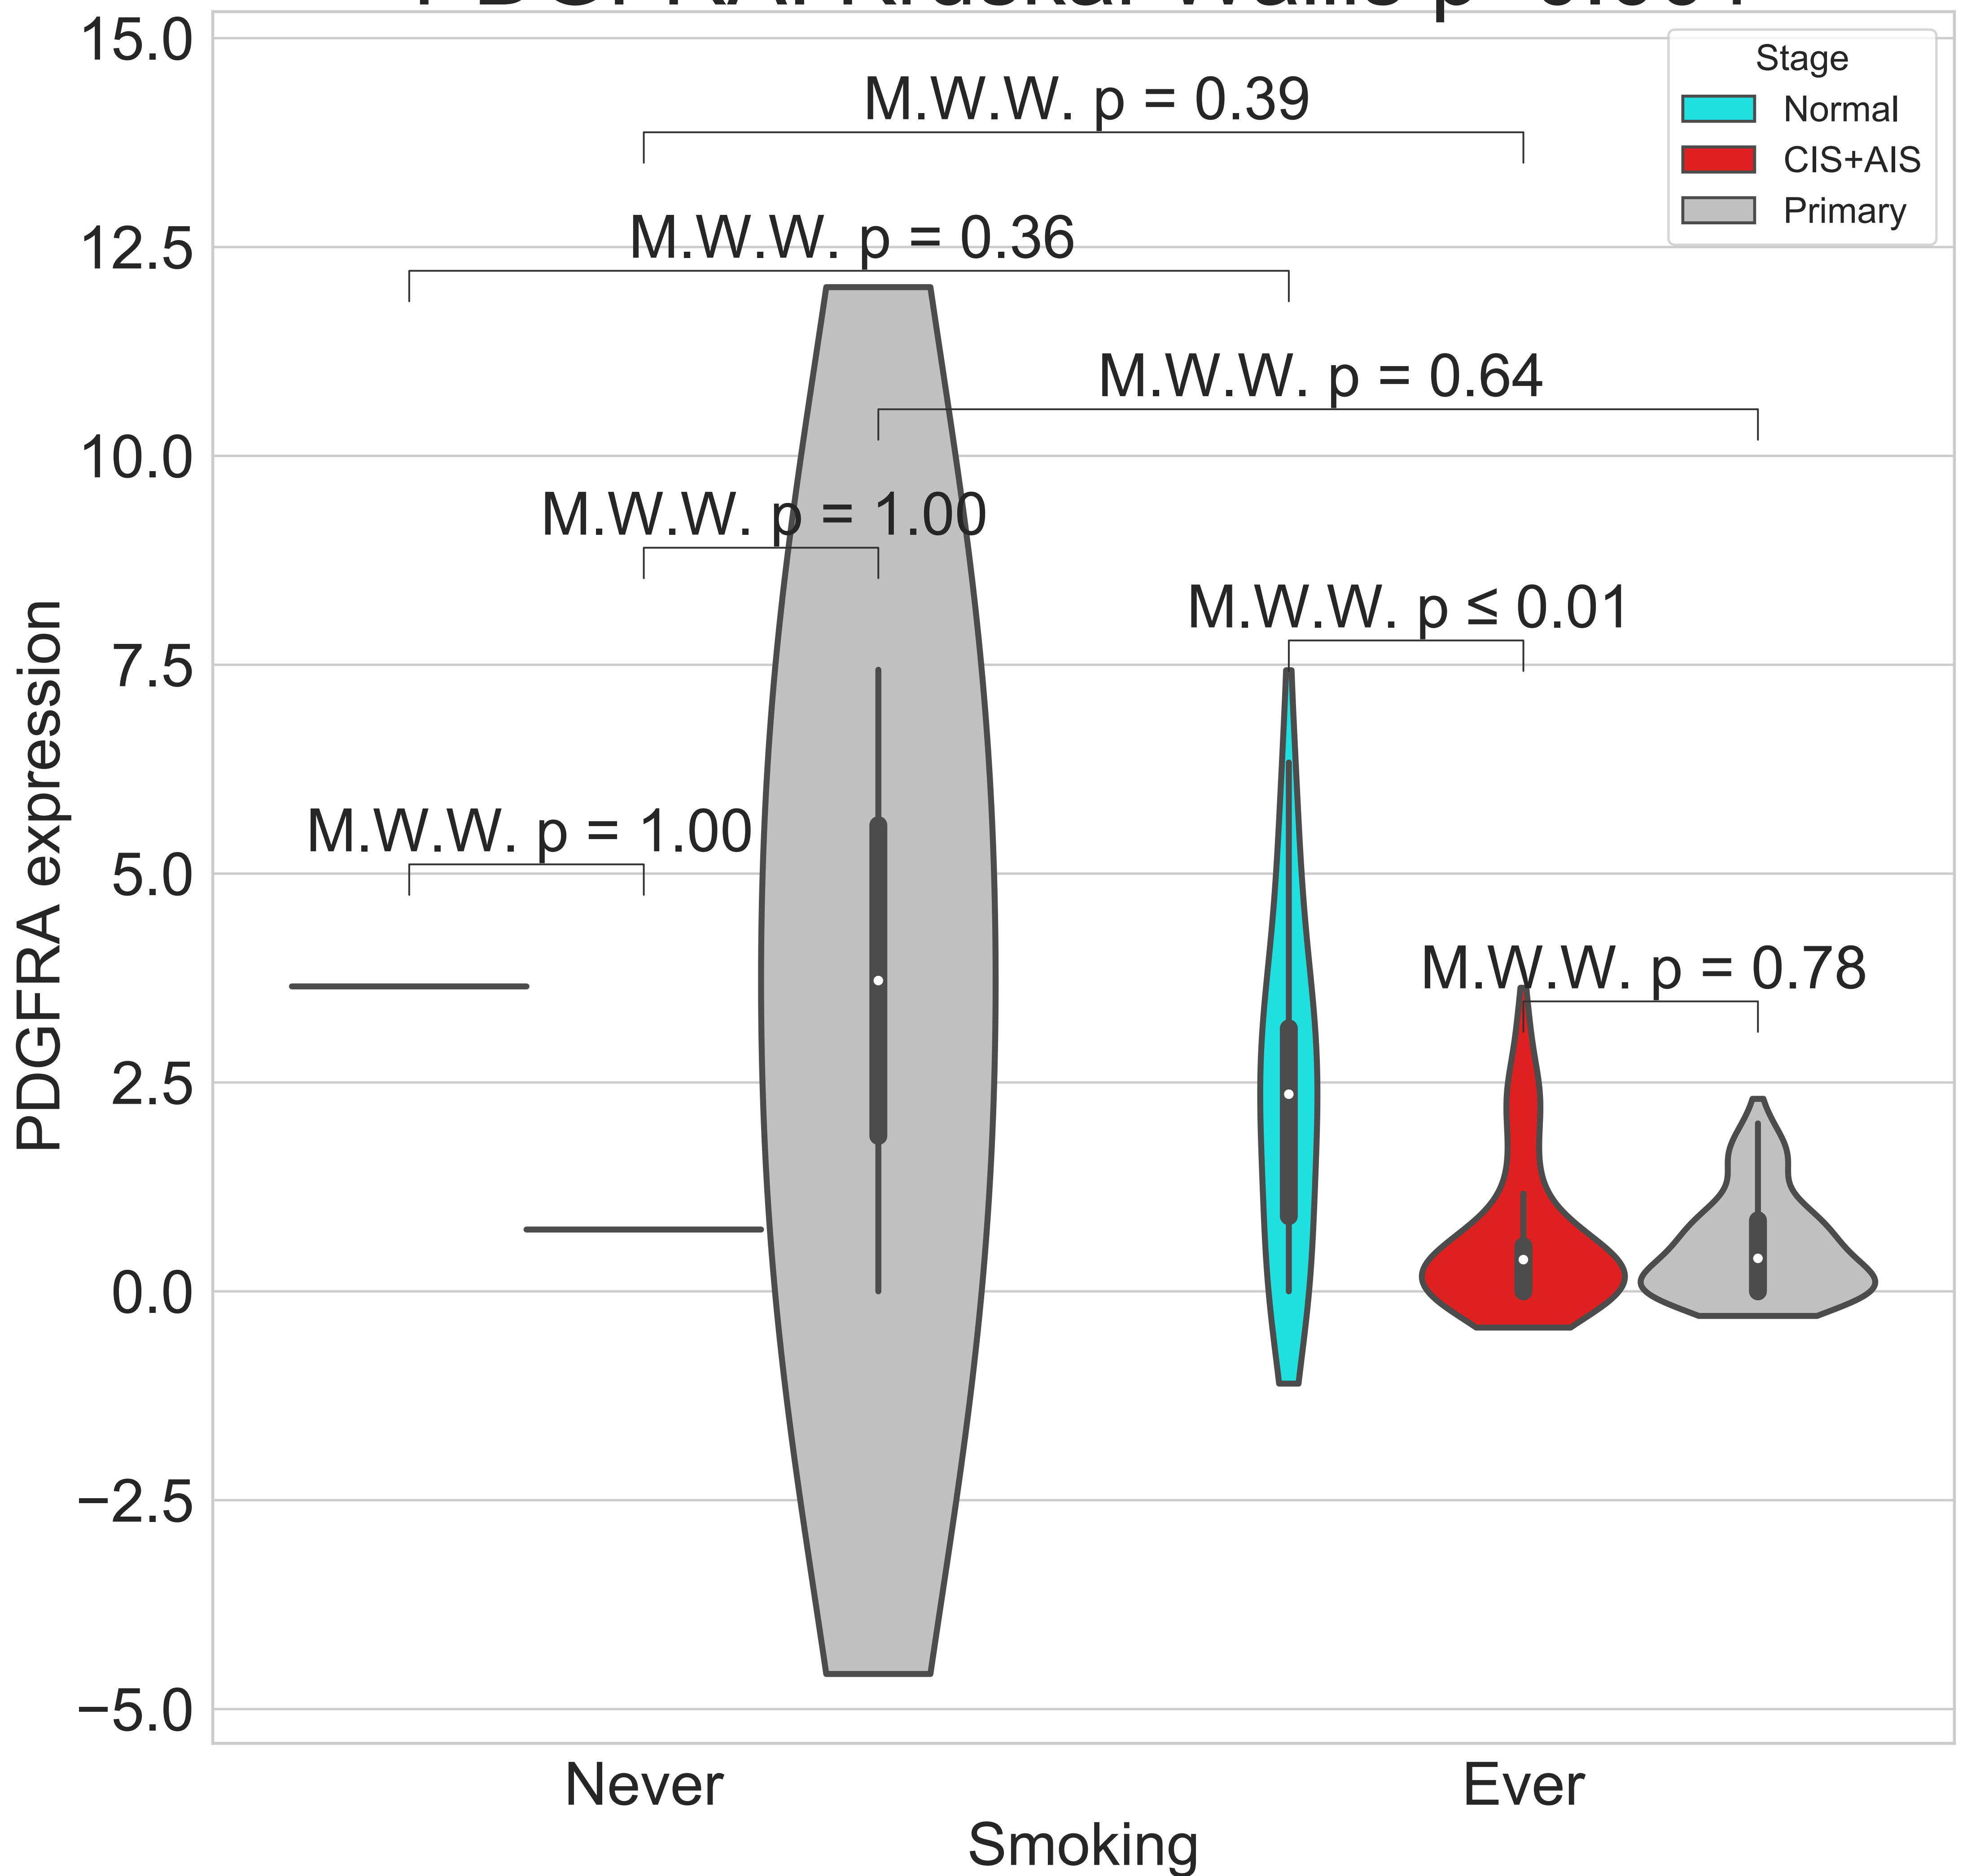 15.0
12.5
10.0
7.5
5.0
2.5
0.0
−2.5
−5.0
PDGFRA expression
Stage
Normal
CIS+AIS
Primary
M.W.W. p = 0.39
M.W.W. p = 0.36
M.W.W. p = 0.64
M.W.W. p = 1.00
M.W.W. p ≤ 0.01
M.W.W. p = 1.00
M.W.W. p = 0.78
Never
Ever
Smoking